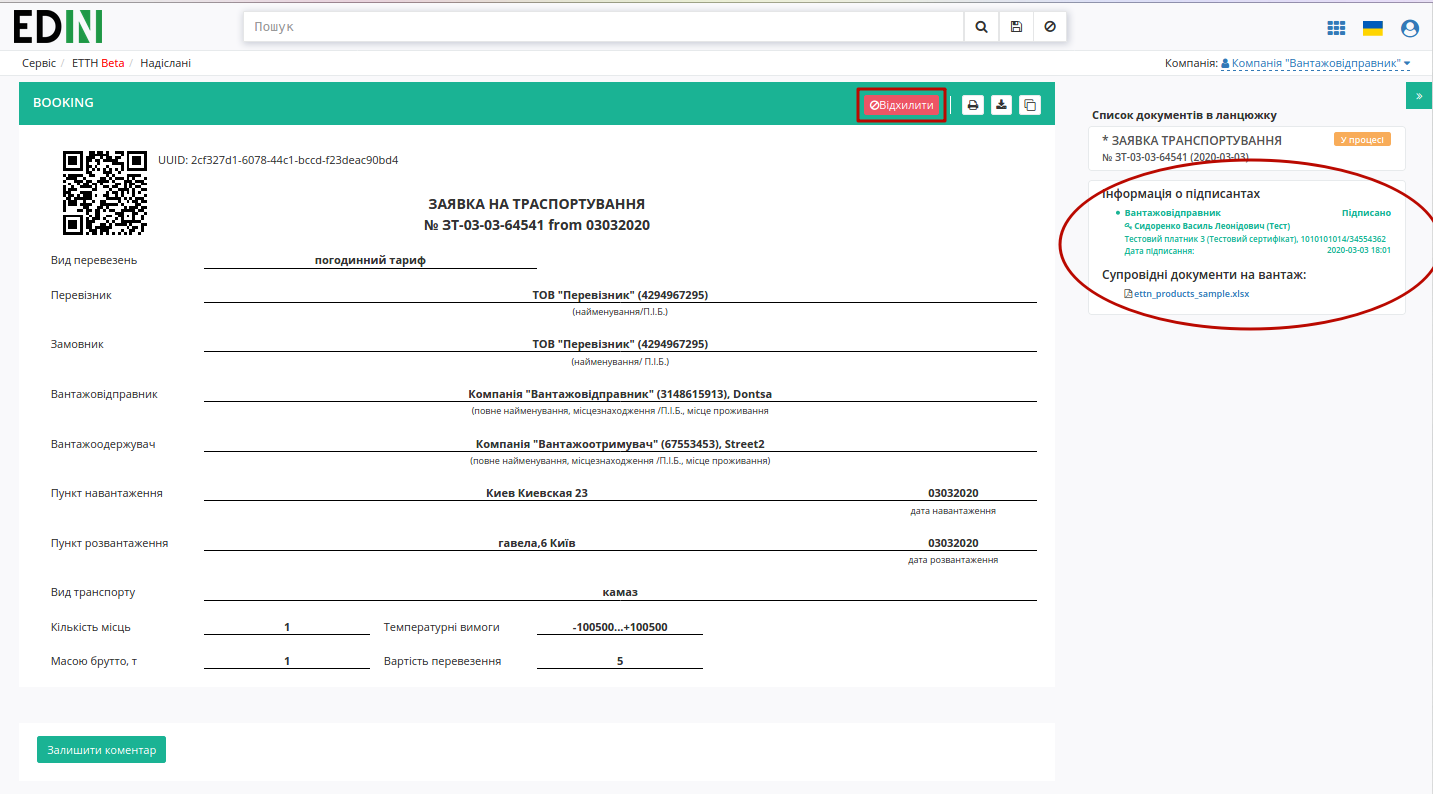 EDIN
Пошук
Сервіс / ЕТТН Beta / Надіслані
Компанія: Компанія "Вантажовідправник"
BOOKING
Відхилити
»
UUID: 2cf327d1-6078-44c1-bccd-f23deac90bd4
ЗАЯВКА НА ТРАСПОРТУВАННЯ
№ ЗТ-03-03-64541 from 03032020
Вид перевезень погодинний тариф
Перевізник ТОВ "Перевізник" (4294967295)
(найменування/П.І.Б.)
Замовник ТОВ "Перевізник" (4294967295)
(найменування/ П.І.Б.)
Вантажовідправник Компанія "Вантажовідправник" (3148615913), Dontsa
(повне найменування, місцезнаходження /П.І.Б., місце проживання
Вантажоодержувач Компанія "Вантажоотримувач" (67553453), Street2
(повне найменування, місцезнаходження /П.І.Б., місце проживання)
Пункт навантаження Киев Киевская 23 03032020
дата навантаження
Пункт розвантаження гавела,6 Київ 03032020
дата розвантаження
Вид транспорту камаз
Кількість місць 1 Температурні вимоги -100500...+100500
Масою брутто, т 1 Вартість перевезення 5
Залишити коментар
Список документів в ланцюжку
* ЗАЯВКА ТРАНСПОРТУВАННЯ У процесі
№ ЗТ-03-03-64541 (2020-03-03)
Інформація о підписантах
Вантажовідправник Підписано
Сидоренко Василь Леонідович (Тест)
Тестовий платник 3 (Тестовий сертифікат), 1010101014/34554362
Дата підписання: 2020-03-03 18:01
Супровідні документи на вантаж:
ettn_products_sample.xlsx